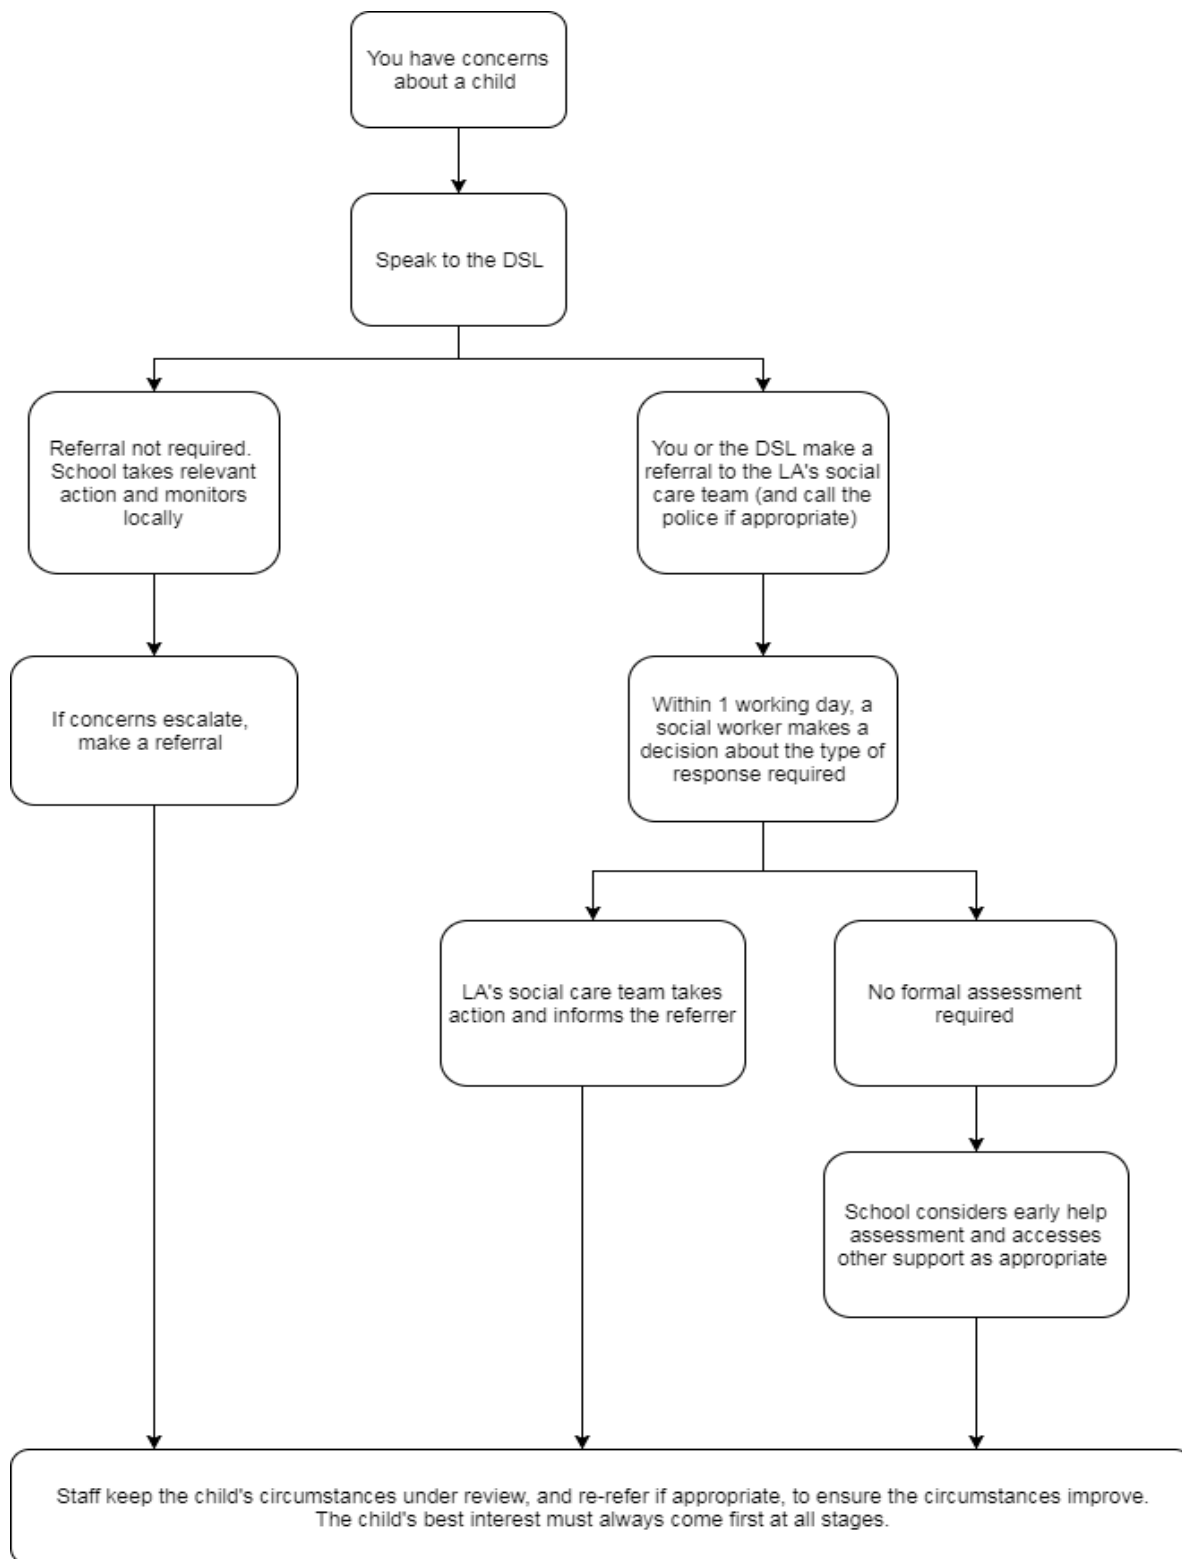 You have concerns
about a child
Speak to the DSL
Referral not required.
School takes relevant
action and monitors
locally
You or the DSL make a
referral to the LA's social
care team (and call the
police if appropriate)
If concerns escalate,
make a referral
Within 1 working day, a
social worker makes a
decision about the type of
response required
LA's social care team takes
action and informs the referrer
No formal assessment
required
School considers early help
assessment and accesses
other support as appropriate
Staff keep the child's circumstances under review, and re-refer if appropriate, to ensure the circumstances improve.
The child's best interest must always come first at all stages.